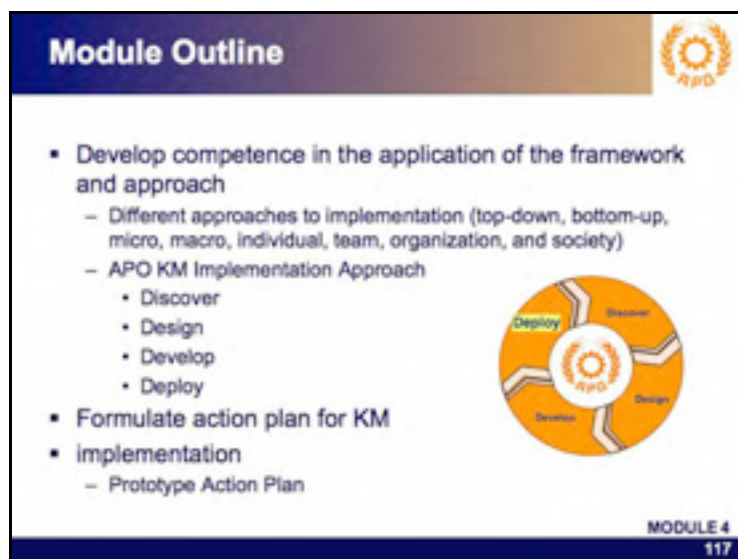 Module Outline
APO
▪ Develop competence in the application of the framework
and approach
– Different approaches to implementation (top-down, bottom-up,
micro, macro, individual, team, organization, and society)
– APO KM Implementation Approach
• Discover
• Design
• Develop
• Deploy
▪ Formulate action plan for KM
▪ implementation
– Prototype Action Plan
Deploy
Discover
APO
Design
Develop
MODULE 4
117